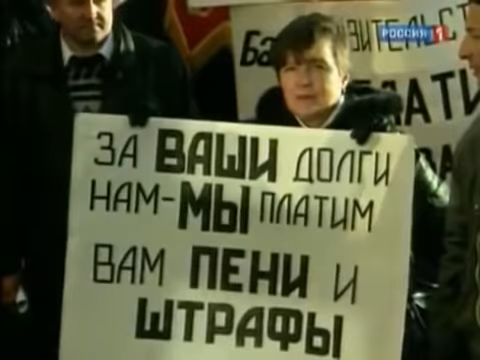 РОССИЯ 1
За ВАШИ ДОЛГИ
НАМ-МЫ ПЛАТИМ
ВАМ ПЕНИ И
ШТРАФЫ